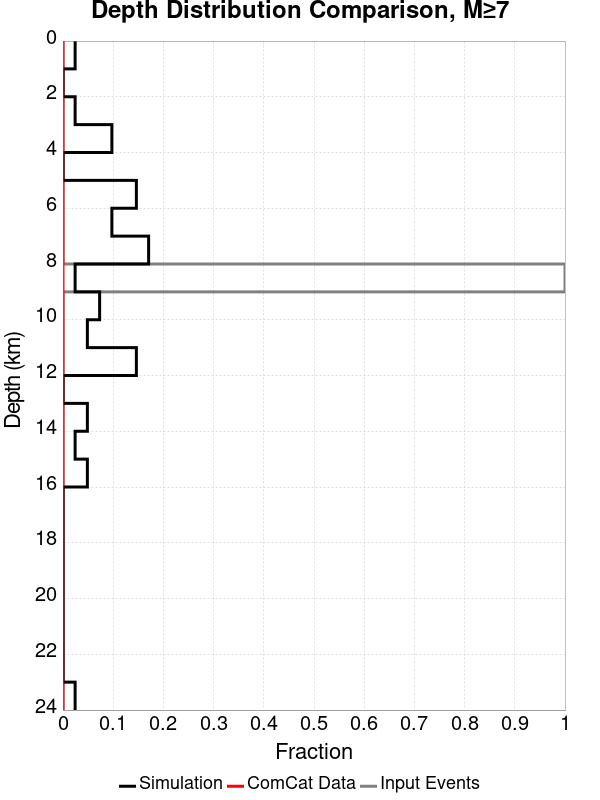 Depth Distribution Comparison, M≥7
0
2
4
6
8
10
12
14
16
18
20
22
24
Depth (km)
0 0.1 0.2 0.3 0.4 0.5 0.6 0.7 0.8 0.9 1
Fraction
Simulation ComCat Data Input Events